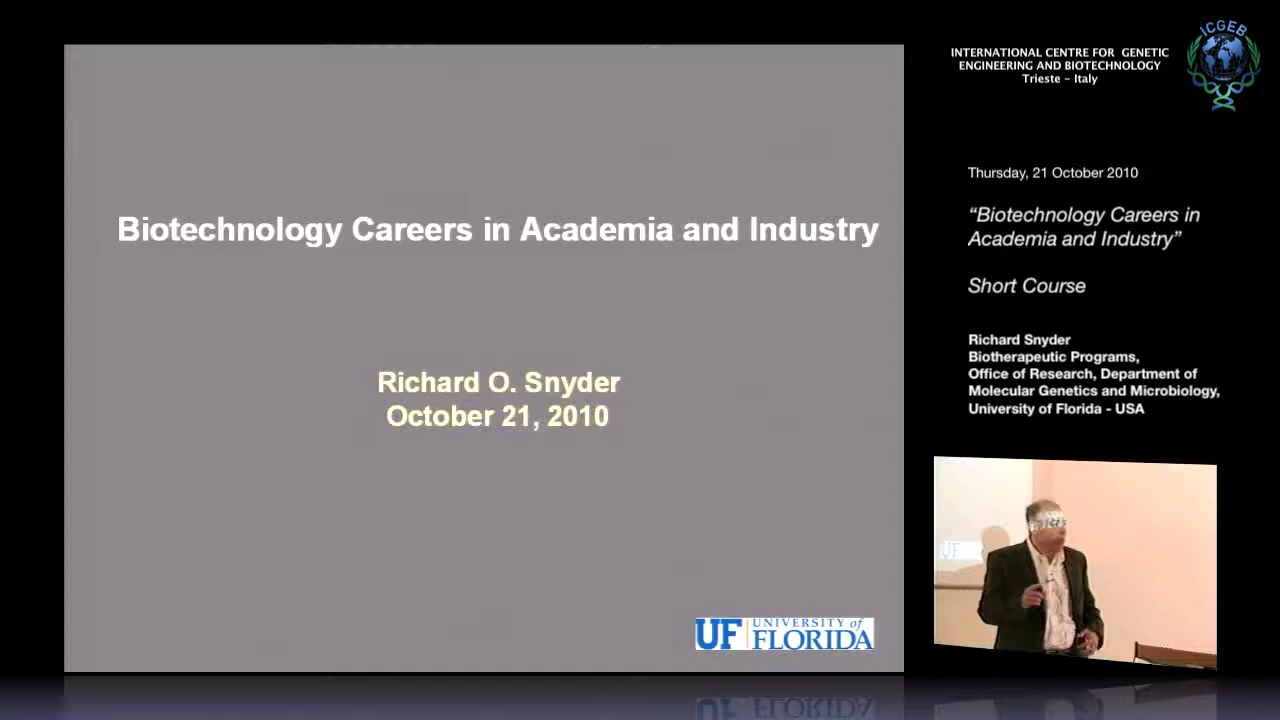 Biotechnology Careers in Academia and Industry
Richard O. Snyder
October 21, 2010
UF UNIVERSITY of
FLORIDA
ICGEB
INTERNATIONAL CENTRE FOR GENETIC
ENGINEERING AND BIOTECHNOLOGY
Trieste - Italy
Thursday, 21 October 2010
“Biotechnology Careers in
Academia and Industry”
Short Course
Richard Snyder
Biotherapeutic Programs,
Office of Research, Department of
Molecular Genetics and Microbiology,
University of Florida - USA
UF